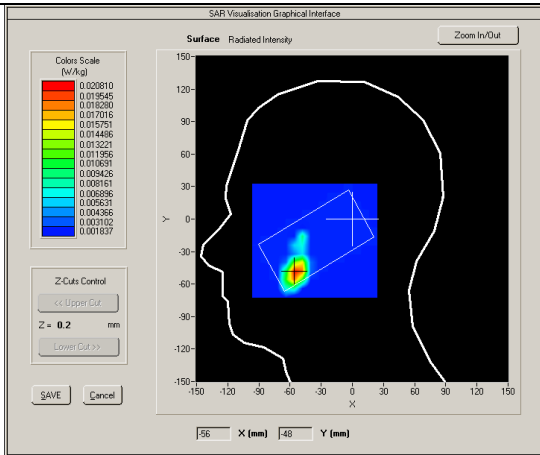 SAR Visualisation Graphical Interface
Surface Radiated Intensity
Zoom In/Out
Colors Scale
(W/kg)
0.020810
0.019545
0.018280
0.017016
0.015751
0.014486
0.013221
0.011956
0.010691
0.009426
0.008161
0.006896
0.005631
0.004366
0.003102
0.001837
Z-Cuts Control
<< Upper Cut
Z = 0.2 mm
Lower Cut >>
SAVE
Cancel
150
120
90
60
30
0
-30
-60
-90
-120
-150
Y
-150 -120 -90 -60 -30 0 30 60 90 120 150
X
-56 X (mm) -48 Y (mm)